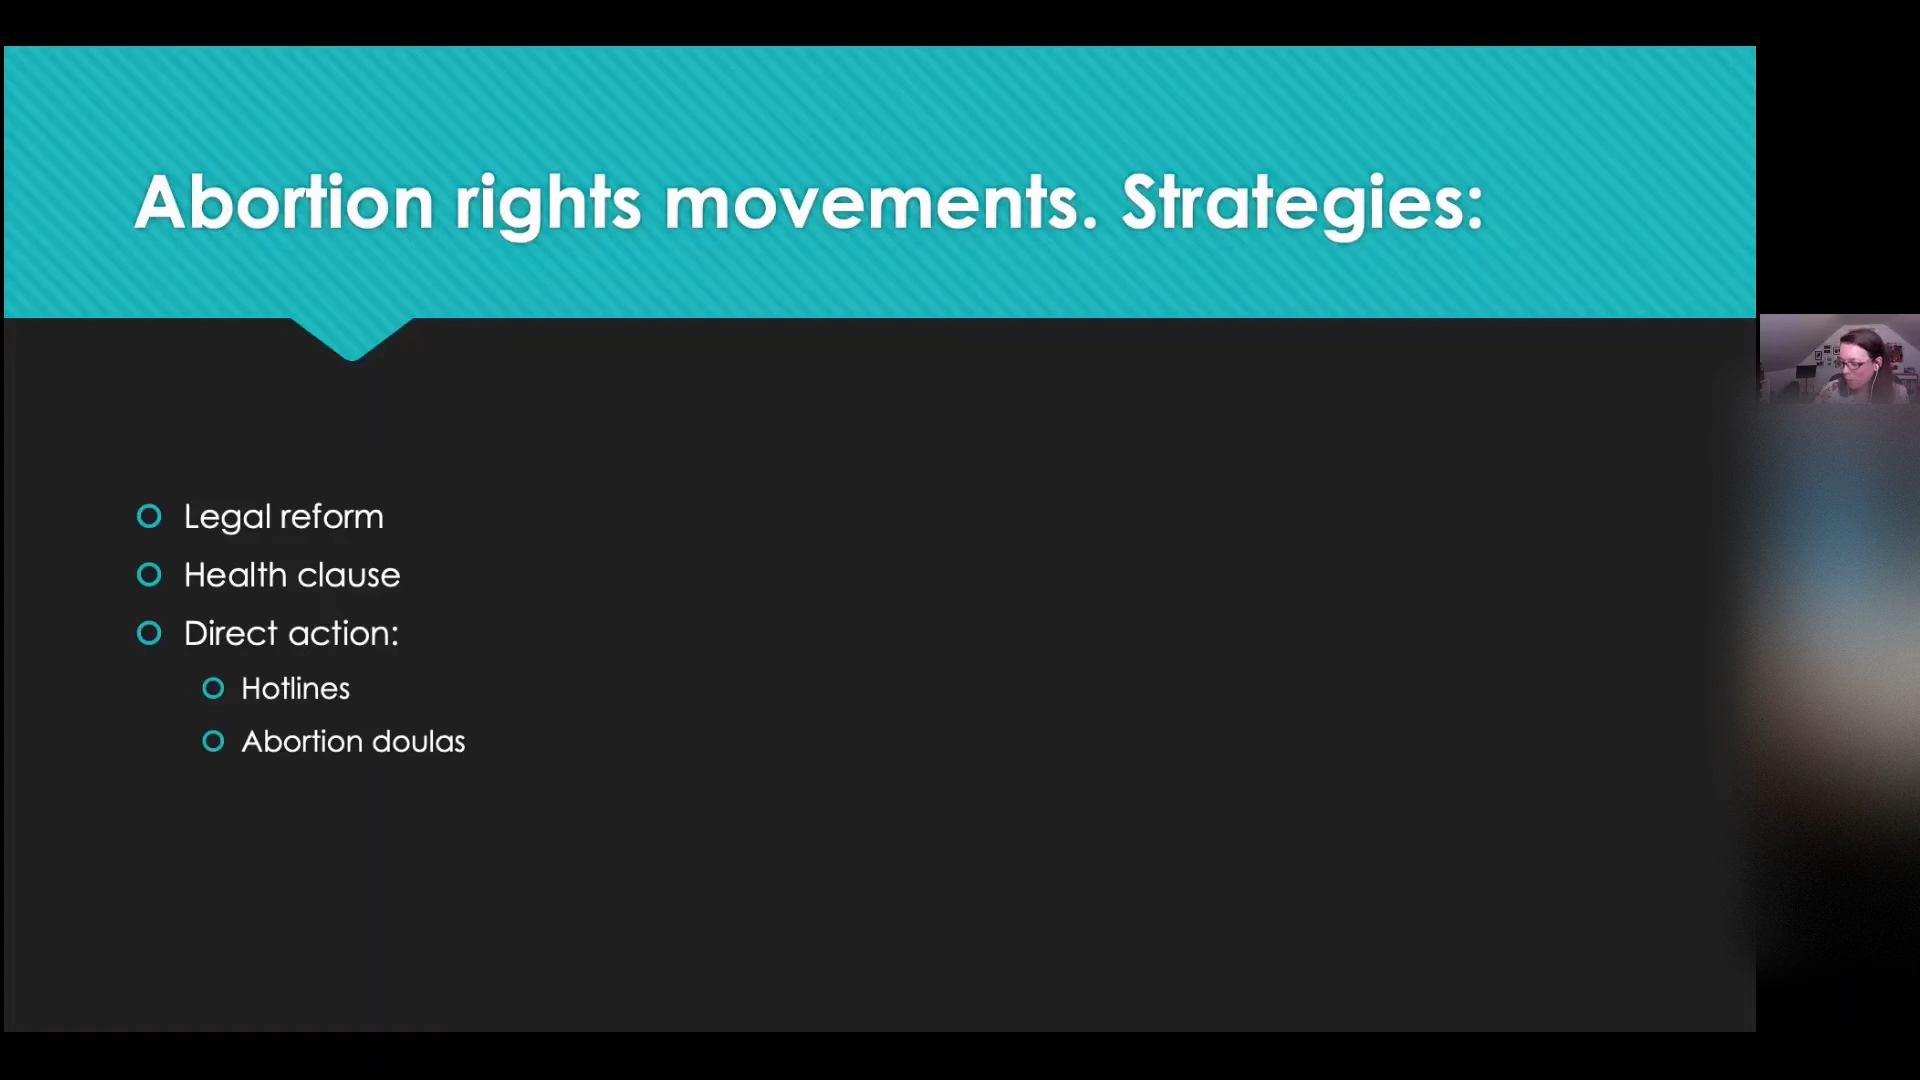 Abortion rights movements. Strategies:
Legal reform
Health clause
Direct action:
Hotlines
Abortion doulas